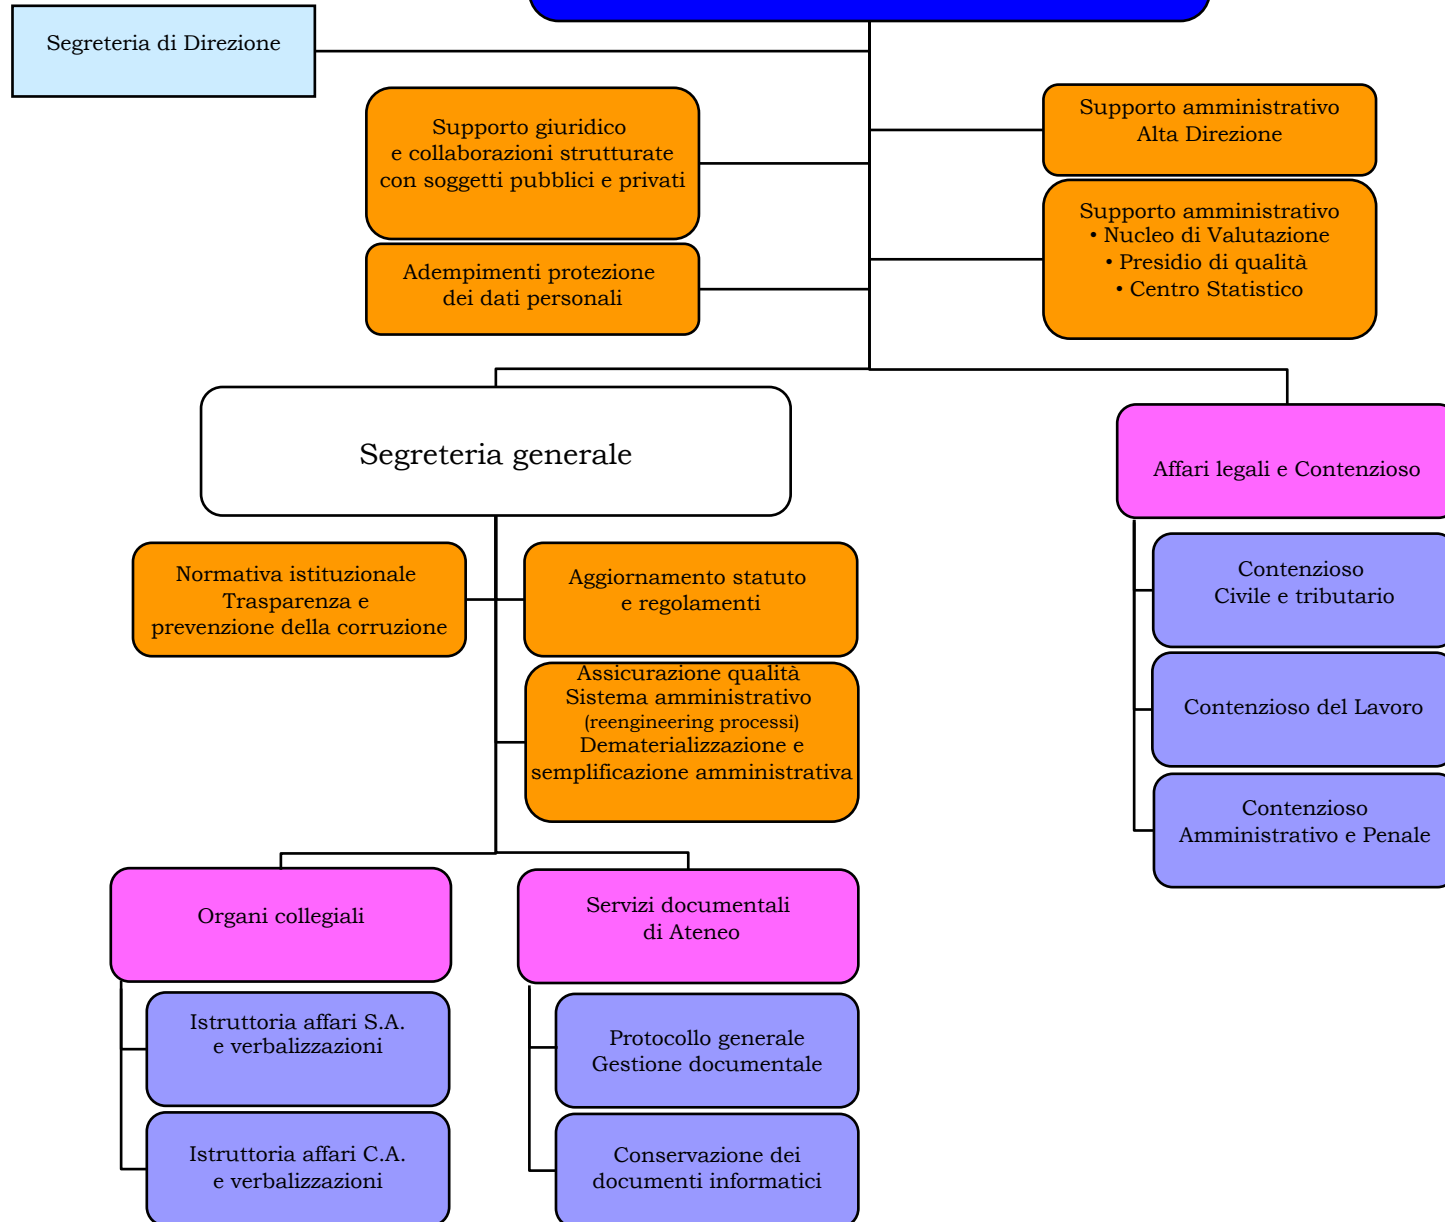 Segreteria di Direzione
Supporto giuridico
e collaborazioni strutturate
con soggetti pubblici e privati
Supporto amministrativo
Alta Direzione
Supporto amministrativo
• Nucleo di Valutazione
• Presidio di qualità
• Centro Statistico
Adempimenti protezione
dei dati personali
Segreteria generale
Affari legali e Contenzioso
Normativa istituzionale
Trasparenza e
prevenzione della corruzione
Aggiornamento statuto
e regolamenti
Assicurazione qualità
Sistema amministrativo
(reengineering processi)
Dematerializzazione e
semplificazione amministrativa
Contenzioso
Civile e tributario
Contenzioso del Lavoro
Contenzioso
Amministrativo e Penale
Organi collegiali
Servizi documentali
di Ateneo
Istruttoria affari S.A.
e verbalizzazioni
Protocollo generale
Gestione documentale
Istruttoria affari C.A.
e verbalizzazioni
Conservazione dei
documenti informatici